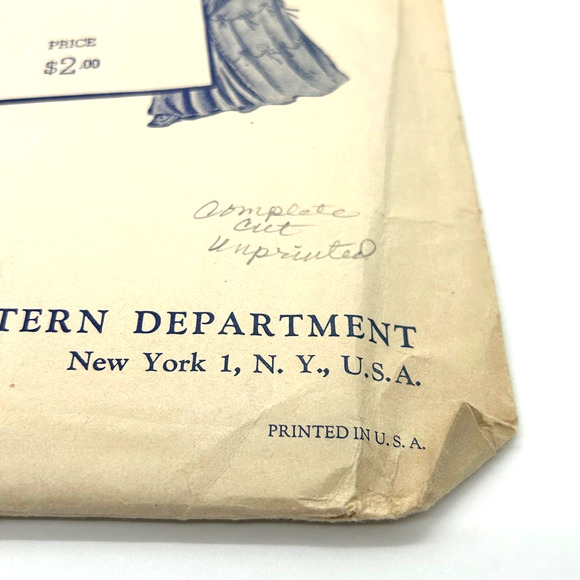 PRICE
$2.00
Complete
cut
unprinted
TERN DEPARTMENT
New York 1, N. Y., U.S.A.
PRINTED IN U. S. A.